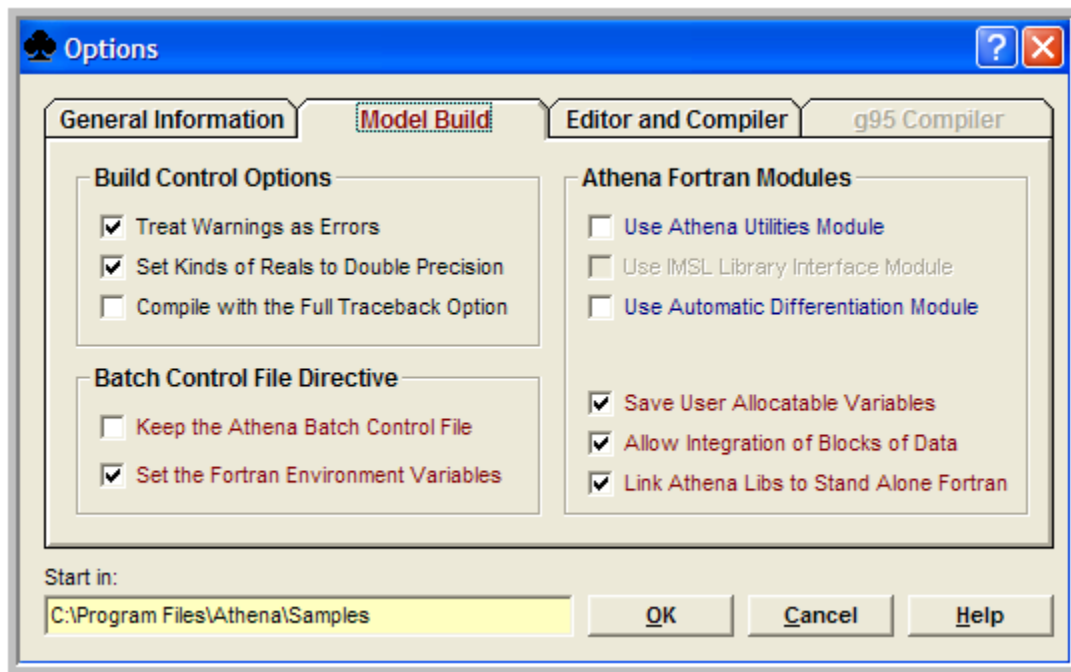 Options
General Information
Model Build
Editor and Compiler
g95 Compiler
Build Control Options
Treat Warnings as Errors
Set Kinds of Reals to Double Precision
Compile with the Full Traceback Option
Batch Control File Directive
Keep the Athena Batch Control File
Set the Fortran Environment Variables
Athena Fortran Modules
Use Athena Utilities Module
Use IMSL Library Interface Module
Use Automatic Differentiation Module
Save User Allocatable Variables
Allow Integration of Blocks of Data
Link Athena Libs to Stand Alone Fortran
Start in:
C:\Program Files\Athena\Samples
OK
Cancel
Help